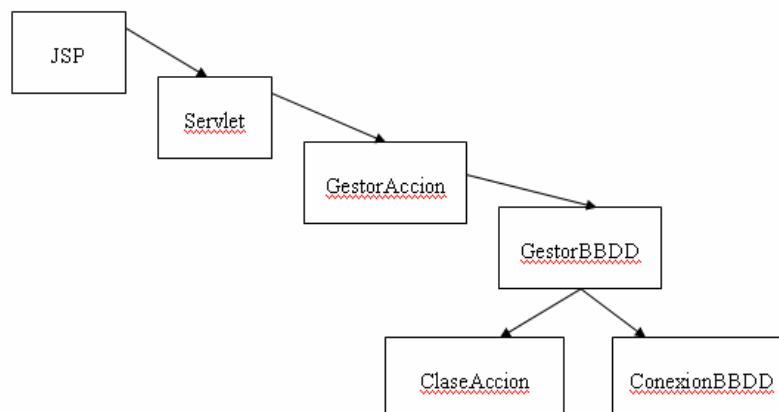 JSP
Servlet
GestorAccion
GestorBBDD
ClaseAccion
ConexionBBDD